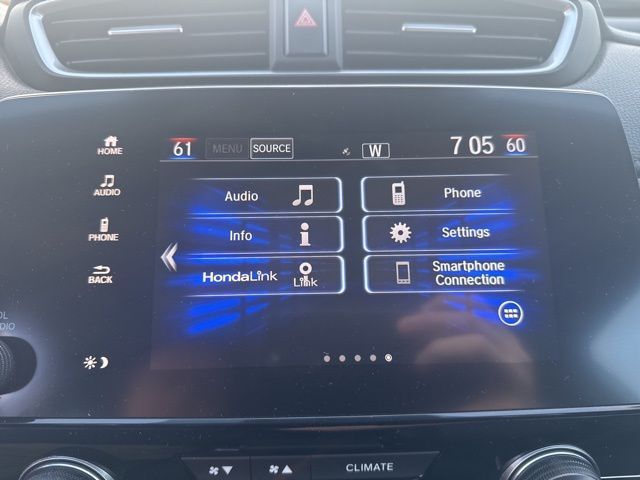 61 MENU SOURCE W 7 05 60
HOME
AUDIO
PHONE
BACK
Audio
Phone
Info
Settings
HondaLink
Link
Smartphone
Connection
CLIMATE